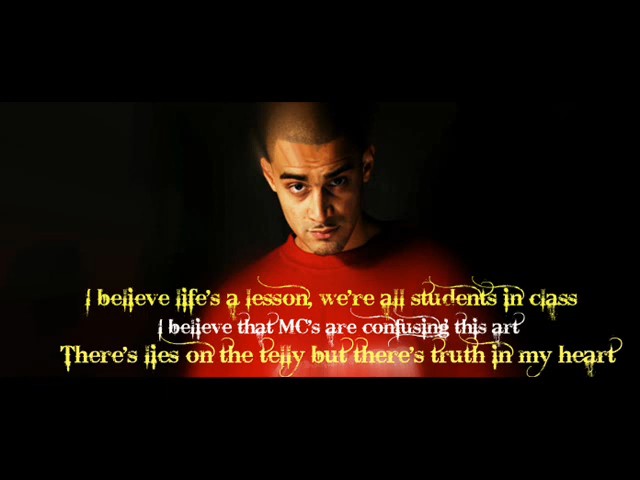 I believe life's a lesson, we're all students in class
I believe that MC's are confusing this art
There's lies on the telly but there's truth in my heart